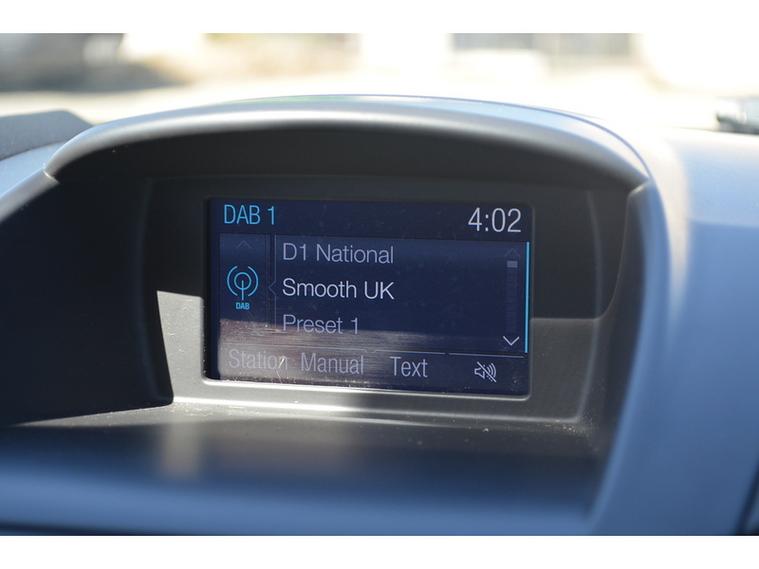 DAB 1 4:02
D1 National
Smooth UK
DAB
Preset 1
Station Manual Text